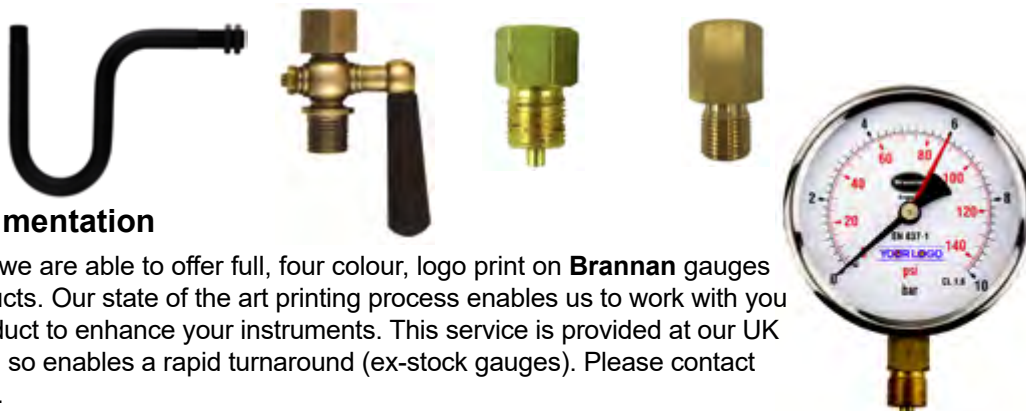 mentation
we are able to offer full, four colour, logo print on Brannan gauges
ucts. Our state of the art printing process enables us to work with you
duct to enhance your instruments. This service is provided at our UK
so enables a rapid turnaround (ex-stock gauges). Please contact
.
4
6
60
80
40
100
2
8
20
120
EN 837-1
YOUR LOGO
140
0
psi
CL 1.6
10
bar